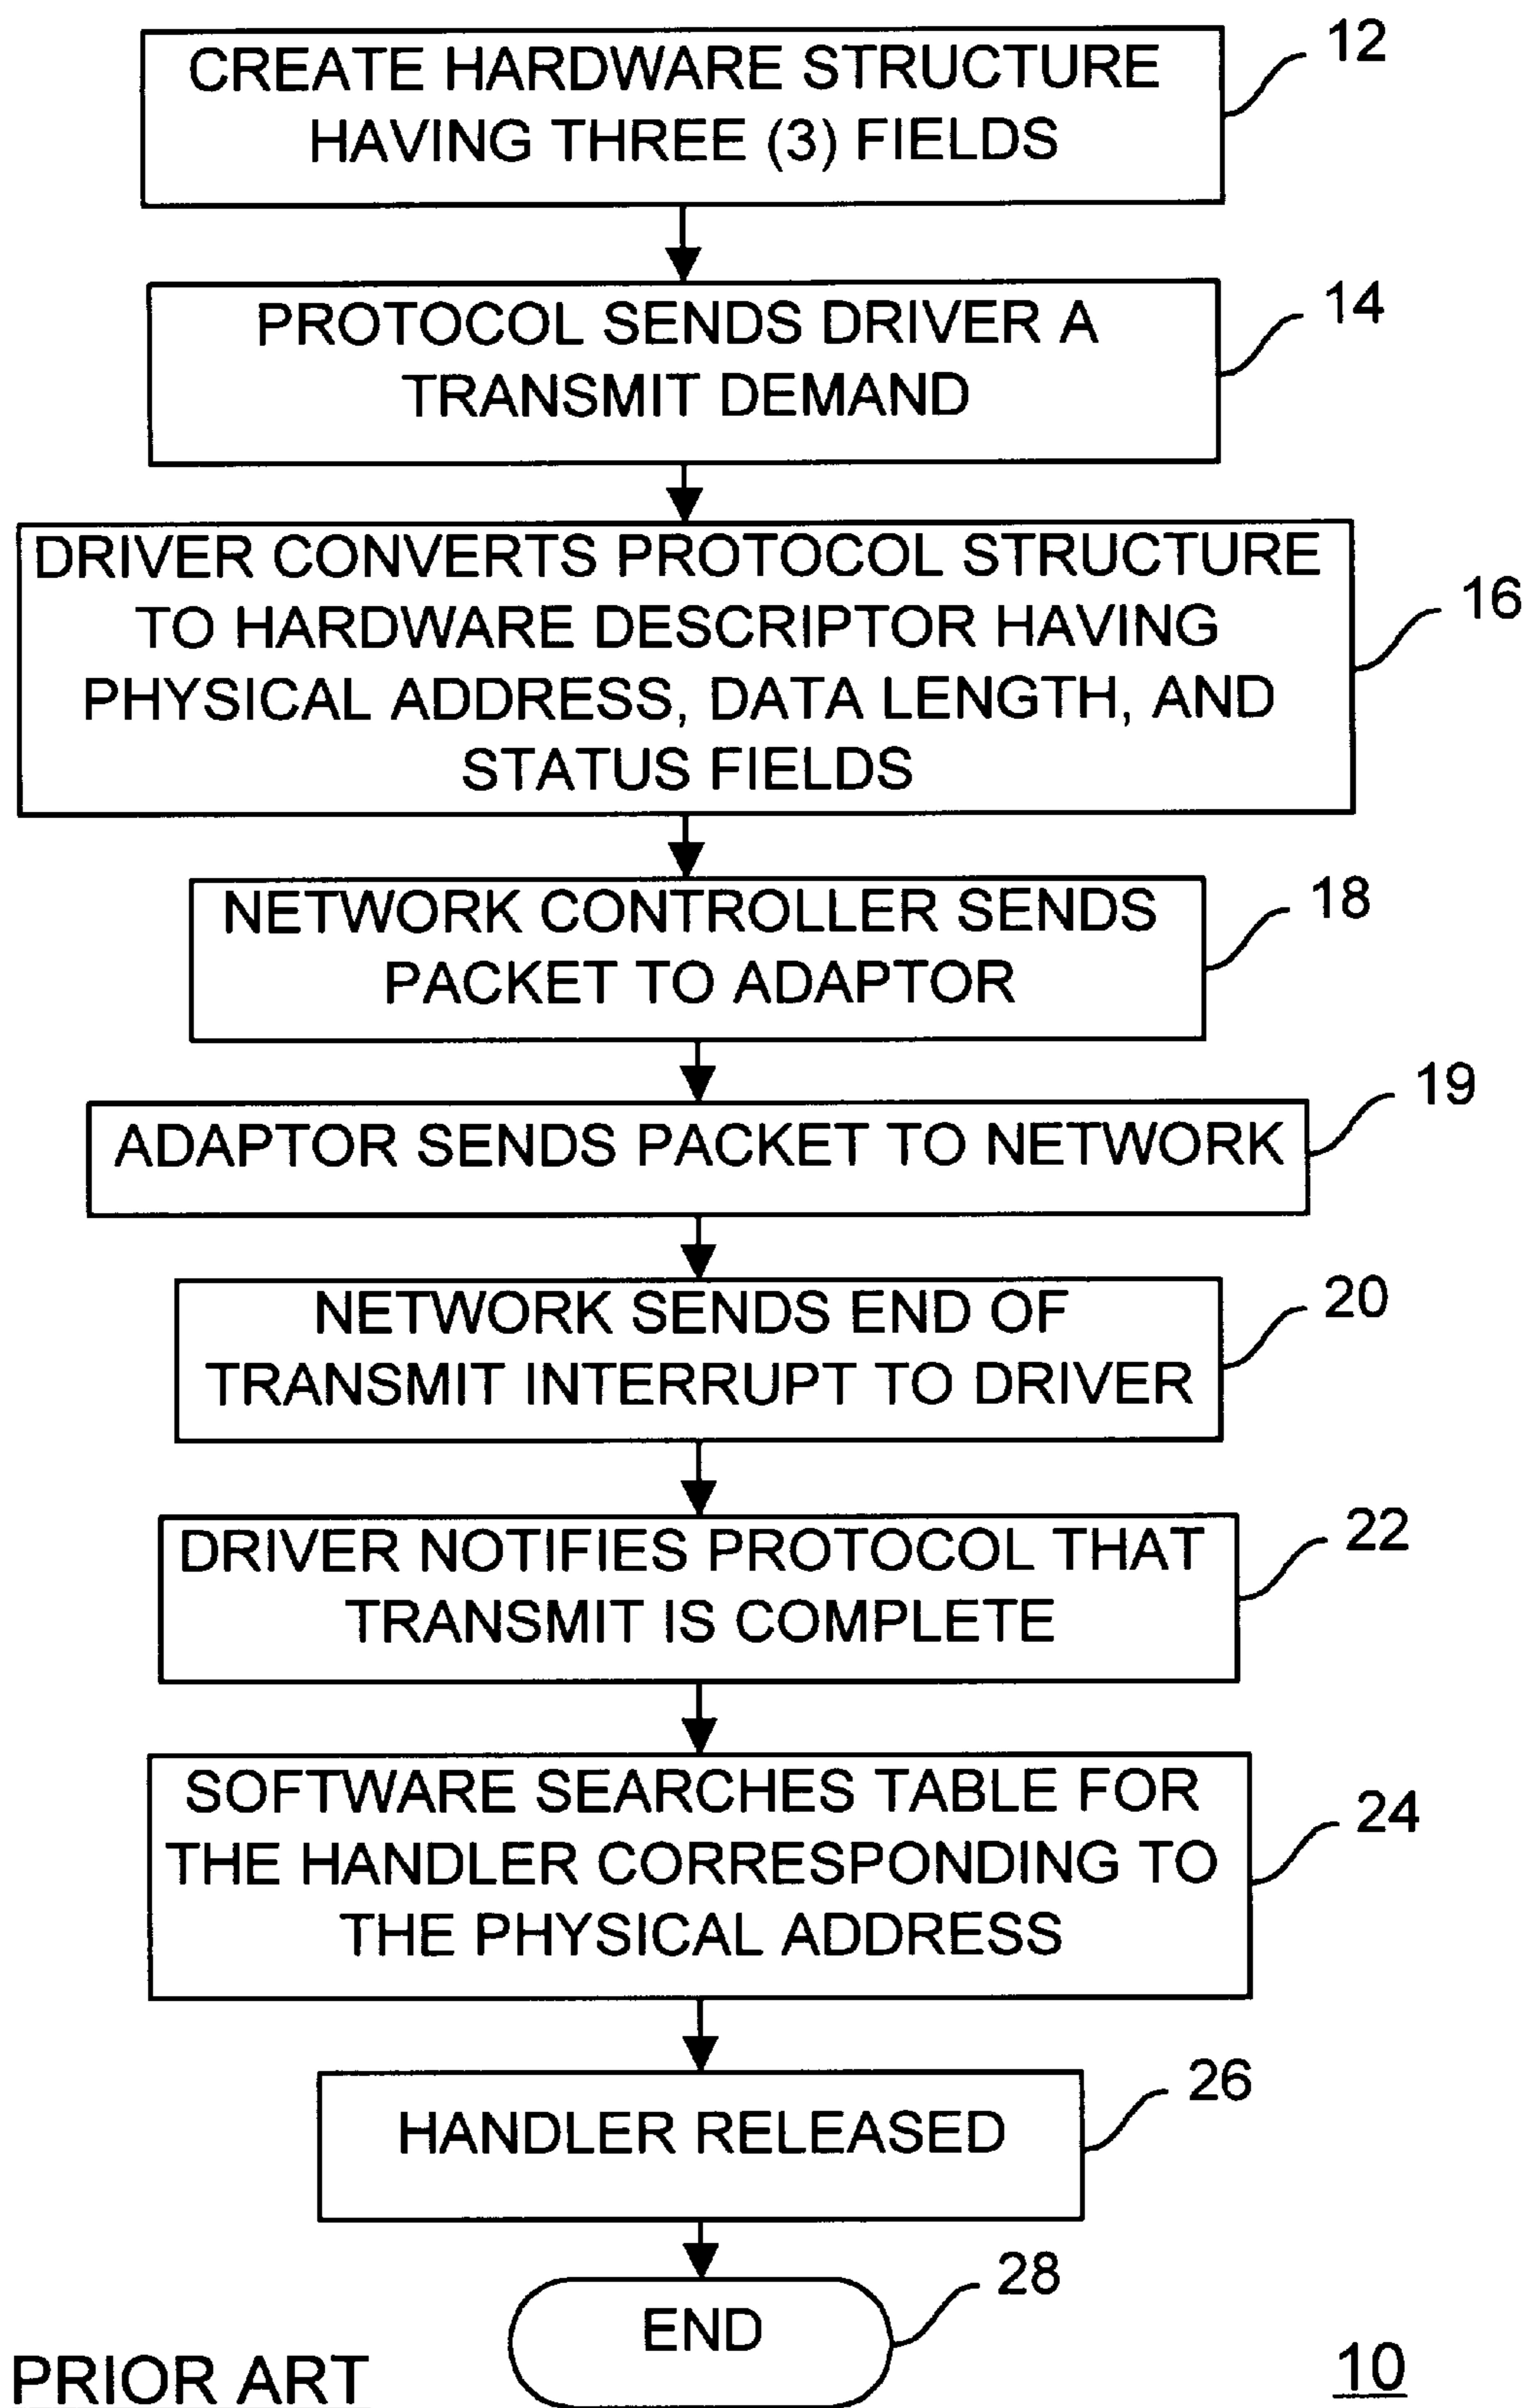 CREATE HARDWARE STRUCTURE
HAVING THREE (3) FIELDS
12
PROTOCOL SENDS DRIVER A
TRANSMIT DEMAND
14
DRIVER CONVERTS PROTOCOL STRUCTURE
TO HARDWARE DESCRIPTOR HAVING
PHYSICAL ADDRESS, DATA LENGTH, AND
STATUS FIELDS
16
NETWORK CONTROLLER SENDS
PACKET TO ADAPTOR
18
ADAPTOR SENDS PACKET TO NETWORK
19
NETWORK SENDS END OF
TRANSMIT INTERRUPT TO DRIVER
20
DRIVER NOTIFIES PROTOCOL THAT
TRANSMIT IS COMPLETE
22
SOFTWARE SEARCHES TABLE FOR
THE HANDLER CORRESPONDING TO
THE PHYSICAL ADDRESS
24
HANDLER RELEASED
26
END
28
PRIOR ART
10